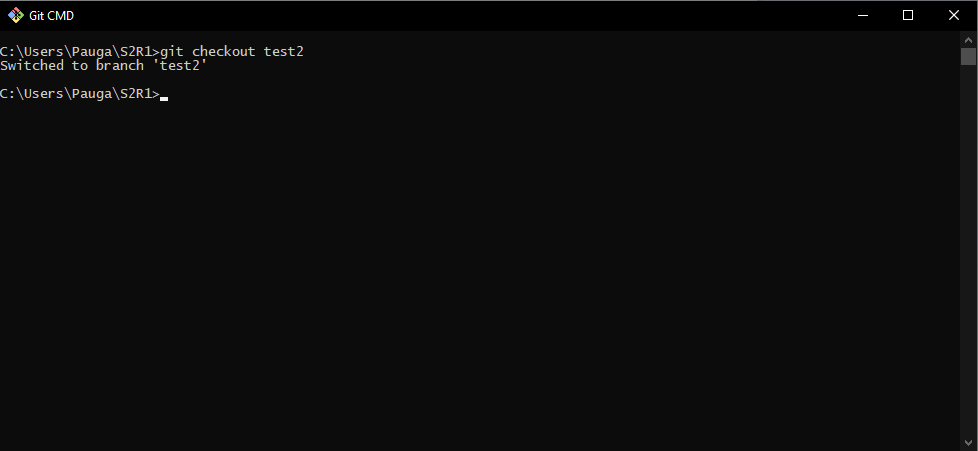 Git CMD
C:\Users\Pauga\S2R1>git checkout test2
Switched to branch 'test2'
C:\Users\Pauga\S2R1>